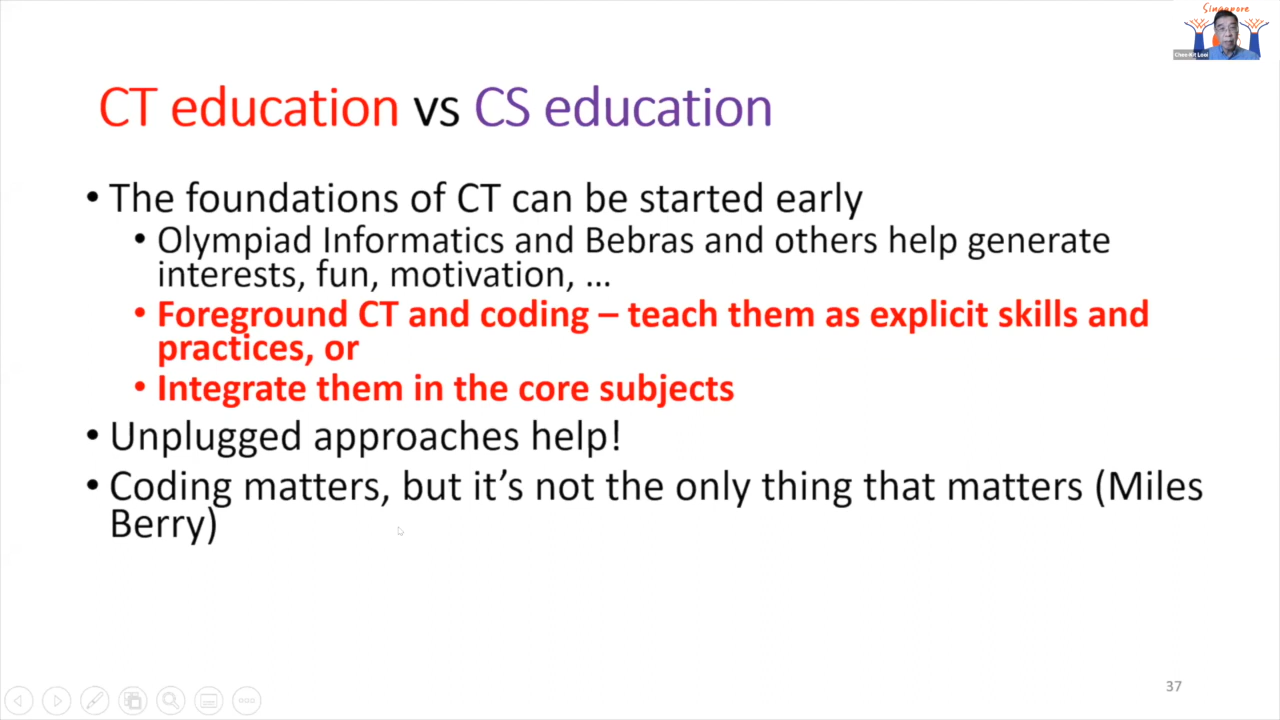 Singapore
Chee-Kit Looi
CT education vs CS education
• The foundations of CT can be started early
• Olympiad Informatics and Bebras and others help generate
interests, fun, motivation, …
• Foreground CT and coding – teach them as explicit skills and
practices, or
• Integrate them in the core subjects
• Unplugged approaches help!
• Coding matters, but it’s not the only thing that matters (Miles
Berry)
37